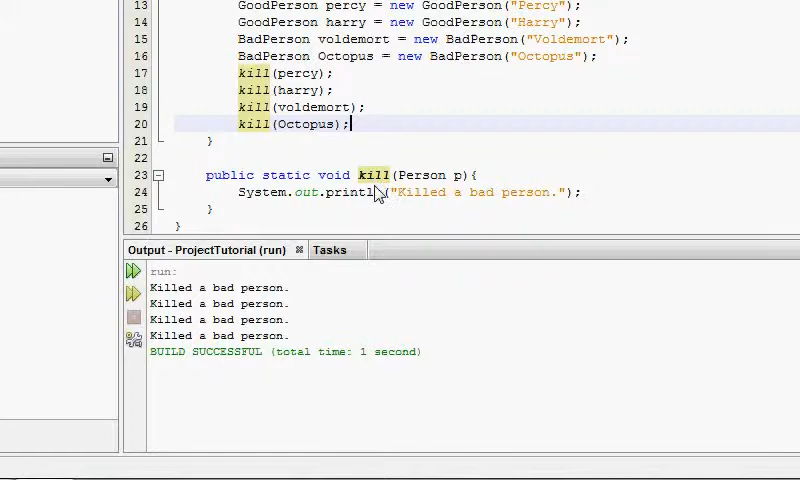 13 GoodPerson percy = new GoodPerson("Percy");
14 GoodPerson harry = new GoodPerson("Harry");
15 BadPerson voldemort = new BadPerson("Voldemort");
16 BadPerson Octopus = new BadPerson("Octopus");
17 kill(percy);
18 kill(harry);
19 kill(voldemort);
20 kill(Octopus);
21 }
22
23 public static void kill(Person p){
24 System.out.println("Killed a bad person.");
25 }
26 }
Output - ProjectTutorial (run) Tasks
run:
Killed a bad person.
Killed a bad person.
Killed a bad person.
Killed a bad person.
BUILD SUCCESSFUL (total time: 1 second)